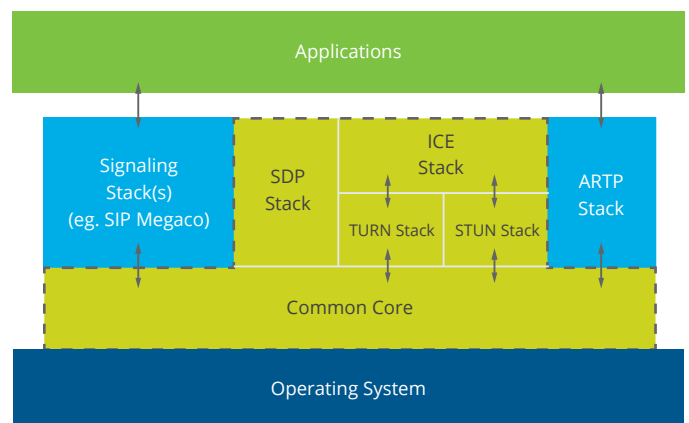 Applications
Signaling
Stack(s)
(eg. SIP Megaco)
SDP
Stack
ICE
Stack
TURN Stack
STUN Stack
ARTP
Stack
Common Core
Operating System